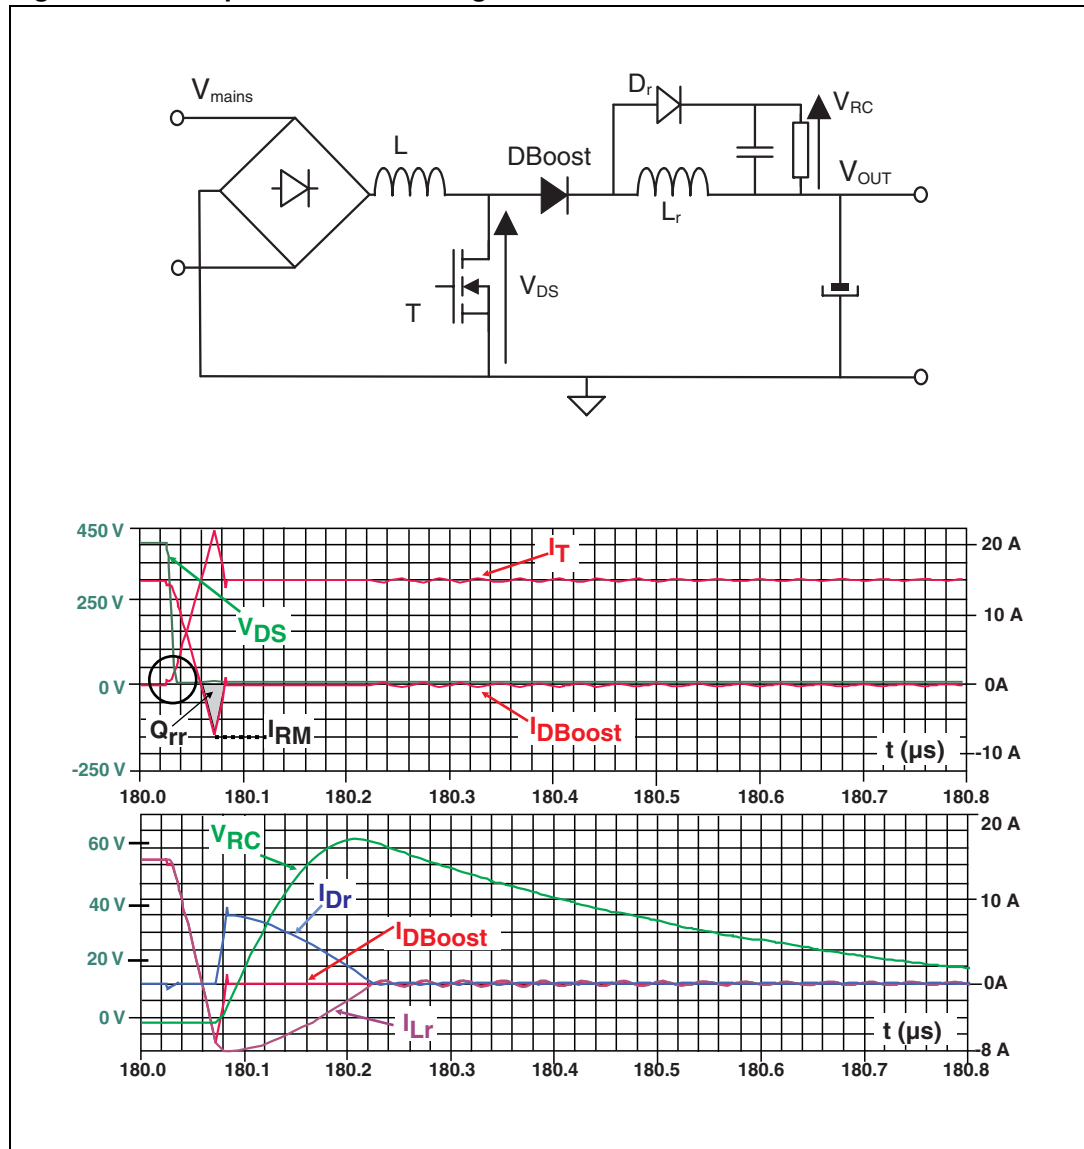 V_mains
D_r
V_RC
L
DBoost
V_OUT
L_r
T
V_DS
450 V
20 A
I_T
250 V
10 A
V_DS
0 V
0A
Q_rr
I_RM
I_DBoost
t (µs)
-10 A
-250 V
180.0 180.1 180.2 180.3 180.4 180.5 180.6 180.7 180.8
20 A
V_RC
60 V
I_Dr
40 V
10 A
I_DBoost
20 V
0A
0 V
I_Lr
t (µs)
-8 A
180.0 180.1 180.2 180.3 180.4 180.5 180.6 180.7 180.8